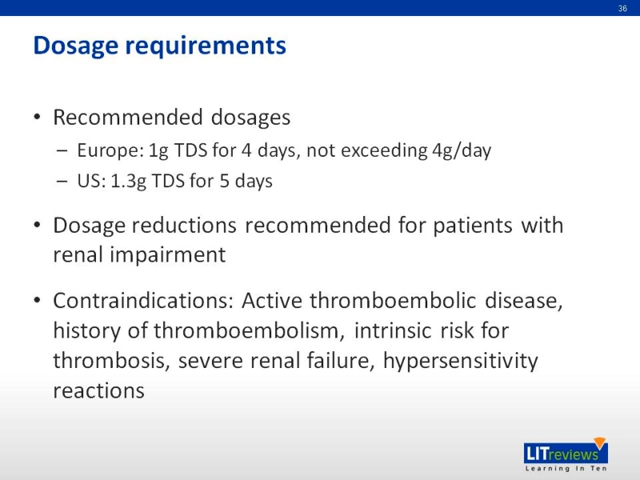 36
Dosage requirements
• Recommended dosages
– Europe: 1g TDS for 4 days, not exceeding 4g/day
– US: 1.3g TDS for 5 days
• Dosage reductions recommended for patients with
renal impairment
• Contraindications: Active thromboembolic disease,
history of thromboembolism, intrinsic risk for
thrombosis, severe renal failure, hypersensitivity
reactions
LITreviews
Learning In Ten